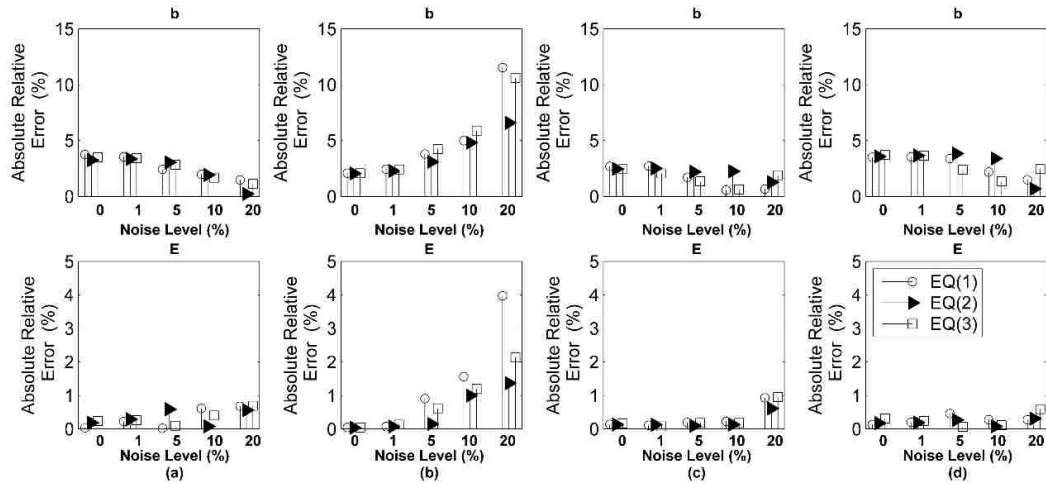 b
b
b
b
Absolute Relative
Error (%)
15
10
5
0
0 1 5 10 20
Noise Level (%)
Absolute Relative
Error (%)
15
10
5
0
0 1 5 10 20
Noise Level (%)
Absolute Relative
Error (%)
15
10
5
0
0 1 5 10 20
Noise Level (%)
Absolute Relative
Error (%)
15
10
5
0
0 1 5 10 20
Noise Level (%)
E
E
E
E
Absolute Relative
Error (%)
5
4
3
2
1
0
0 1 5 10 20
Noise Level (%)
(a)
Absolute Relative
Error (%)
5
4
3
2
1
0
0 1 5 10 20
Noise Level (%)
(b)
Absolute Relative
Error (%)
5
4
3
2
1
0
0 1 5 10 20
Noise Level (%)
(c)
Absolute Relative
Error (%)
5
4
3
2
1
0
EQ(1)
EQ(2)
EQ(3)
0 1 5 10 20
Noise Level (%)
(d)